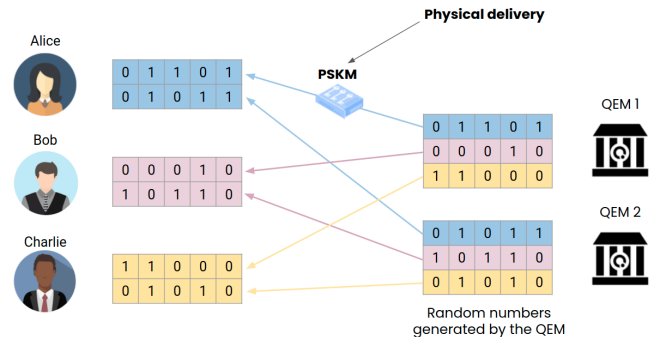 Physical delivery
Alice
PSKM
0 1 1 0 1
0 1 0 1 1
QEM 1
0 1 1 0 1
0 0 0 1 0
1 1 0 0 0
Bob
0 0 0 1 0
1 0 1 1 0
QEM 2
0 1 0 1 1
1 0 1 1 0
0 1 0 1 0
Charlie
1 1 0 0 0
0 1 0 1 0
Random numbers
generated by the QEM